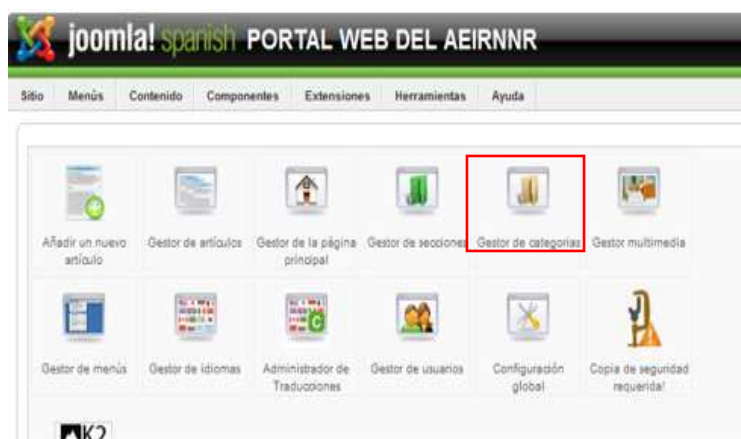 joomla! spanish PORTAL WEB DEL AEIRNNR
Sitio Menús Contenido Componentes Extensiones Herramientas Ayuda
Añadir un nuevo artículo
Gestor de artículos
Gestor de la página principal
Gestor de secciones
Gestor de categorías
Gestor multimedia
Gestor de menús
Gestor de idiomas
Administrador de Traducciones
Gestor de usuarios
Configuración global
Copia de seguridad requerida!
K2